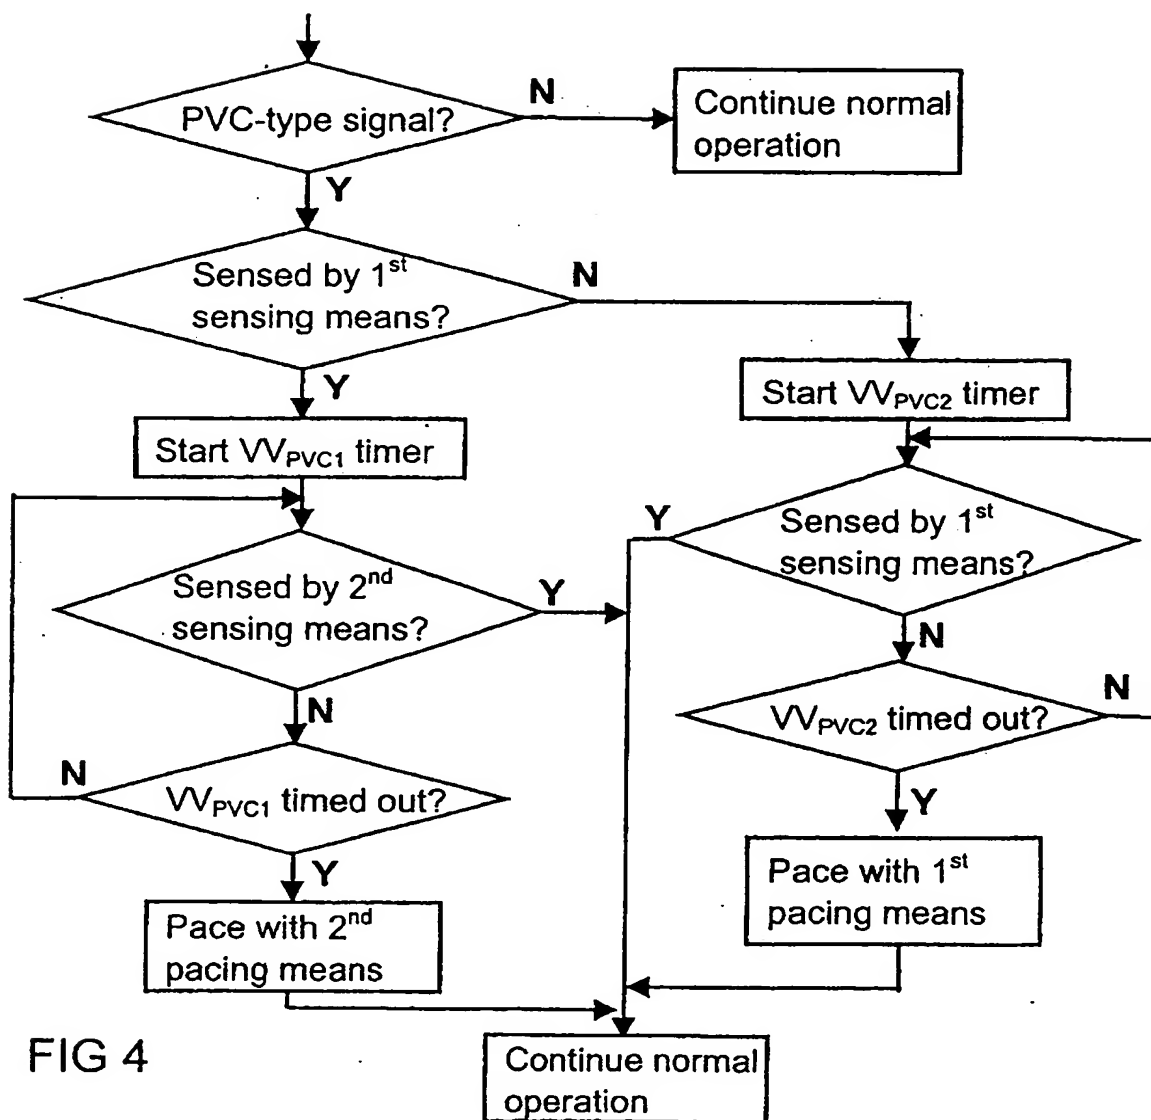 PVC-type signal?
N
Continue normal
operation
Y
Sensed by 1st
sensing means?
N
Y
Start VVPVC1 timer
Start VVPVC2 timer
Sensed by 2nd
sensing means?
Y
Y
Sensed by 1st
sensing means?
N
N
VVPVC1 timed out?
N
VVPVC2 timed out?
N
Y
Y
Pace with 2nd
pacing means
Pace with 1st
pacing means
FIG 4
Continue normal
operation